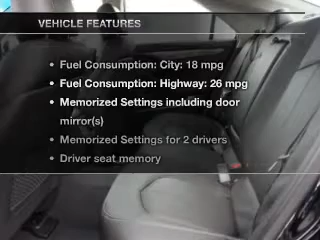 VEHICLE FEATURES
• Fuel Consumption: City: 18 mpg
• Fuel Consumption: Highway: 26 mpg
• Memorized Settings including door
mirror(s)
• Memorized Settings for 2 drivers
• Driver seat memory